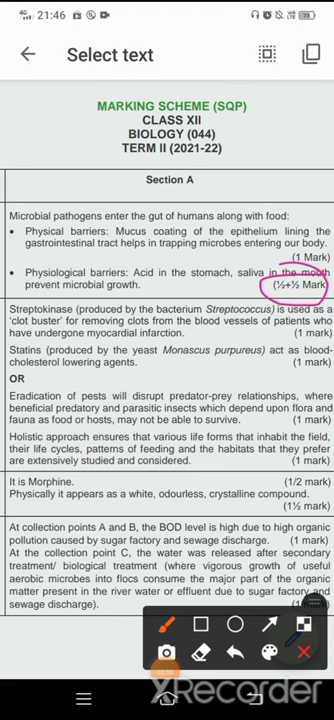 4G 21:46
Select text
MARKING SCHEME (SQP)
CLASS XII
BIOLOGY (044)
TERM II (2021-22)
Section A
Microbial pathogens enter the gut of humans along with food:
• Physical barriers: Mucus coating of the epithelium lining the
gastrointestinal tract helps in trapping microbes entering our body.
(1 Mark)
• Physiological barriers: Acid in the stomach, saliva in the mouth
prevent microbial growth. (½+½ Mark)
Streptokinase (produced by the bacterium Streptococcus) is used as a
'clot buster' for removing clots from the blood vessels of patients who
have undergone myocardial infarction. (1 mark)
Statins (produced by the yeast Monascus purpureus) act as blood-
cholesterol lowering agents. (1 mark)
OR
Eradication of pests will disrupt predator-prey relationships, where
beneficial predatory and parasitic insects which depend upon flora and
fauna as food or hosts, may not be able to survive. (1 mark)
Holistic approach ensures that various life forms that inhabit the field,
their life cycles, patterns of feeding and the habitats that they prefer
are extensively studied and considered. (1 mark)
It is Morphine. (1/2 mark)
Physically it appears as a white, odourless, crystalline compound.
(1½ mark)
At collection points A and B, the BOD level is high due to high organic
pollution caused by sugar factory and sewage discharge. (1 mark)
At the collection point C, the water was released after secondary
treatment/ biological treatment (where vigorous growth of useful
aerobic microbes into flocs consume the major part of the organic
matter present in the river water or effluent due to sugar factory and
sewage discharge). (1 mark)
XRecorder